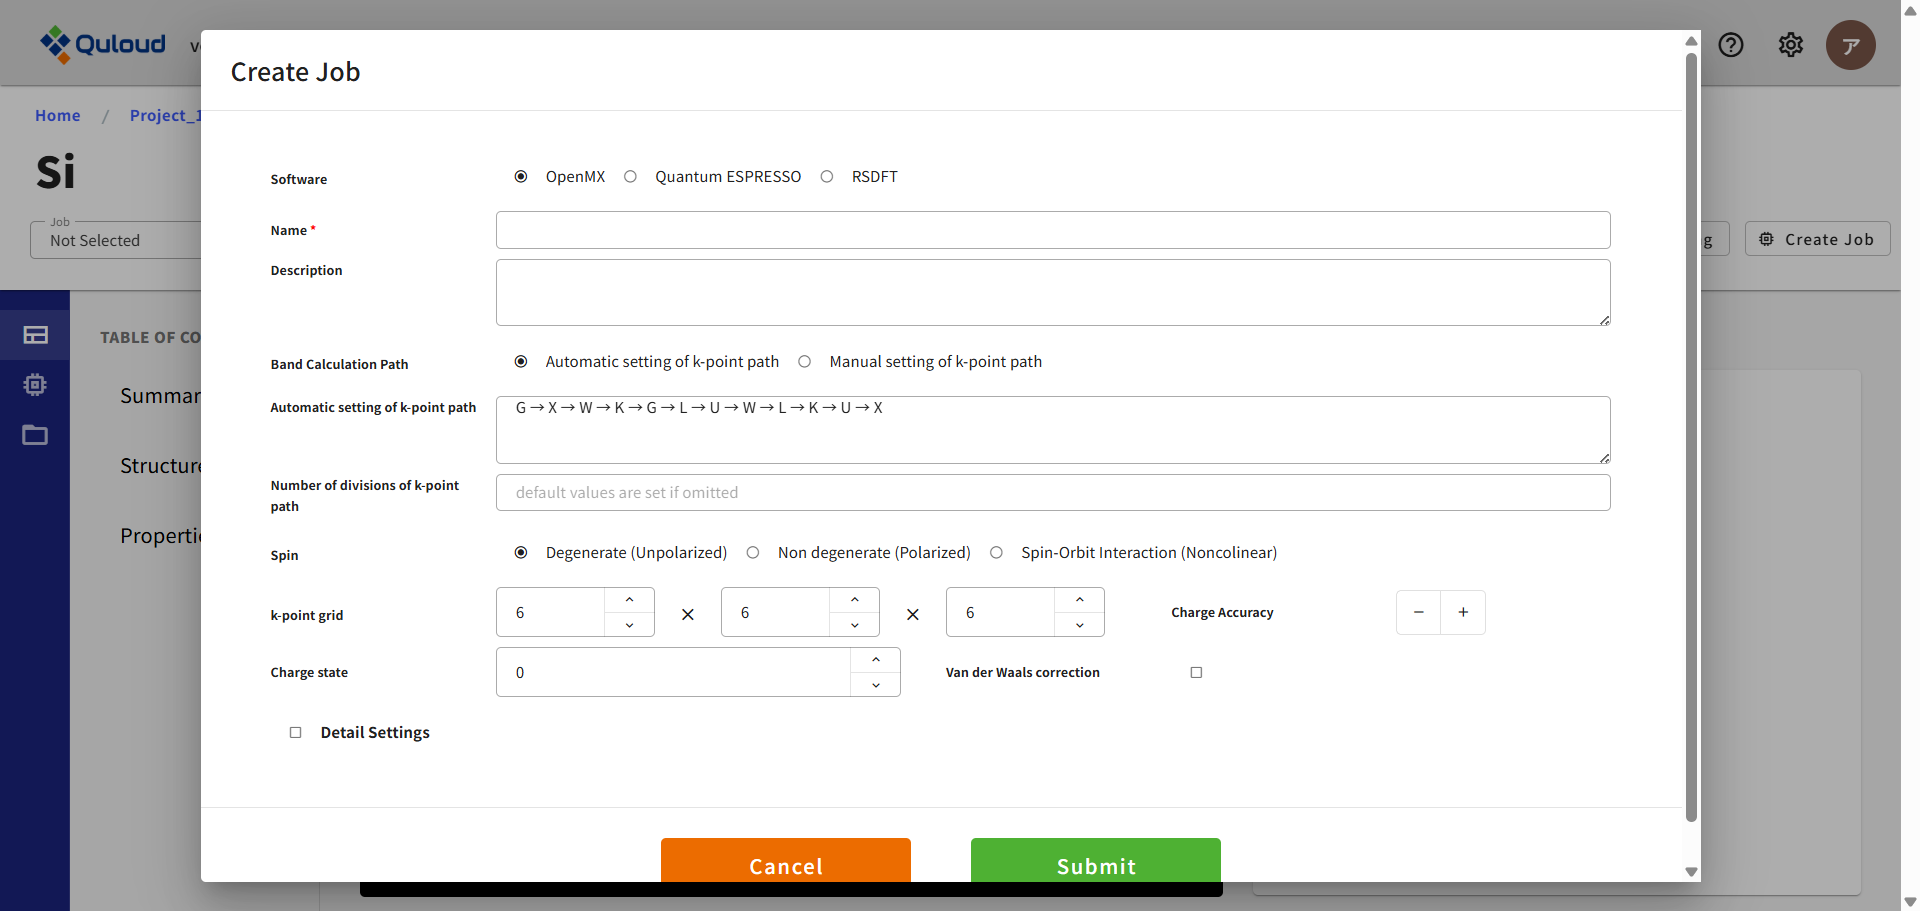 Quloud
ア
Create Job
Home / Project_1
Si
Software
OpenMX
Quantum ESPRESSO
RSDFT
Name *
Job
Not Selected
g
Create Job
Description
TABLE OF CO
Band Calculation Path
Automatic setting of k-point path
Manual setting of k-point path
Summar
Automatic setting of k-point path
G → X → W → K → G → L → U → W → L → K → U → X
Structure
Number of divisions of k-point
path
default values are set if omitted
Properti
Spin
Degenerate (Unpolarized)
Non degenerate (Polarized)
Spin-Orbit Interaction (Noncolinear)
k-point grid
6 × 6 × 6
Charge Accuracy
− +
Charge state
0
Van der Waals correction
Detail Settings
Cancel
Submit